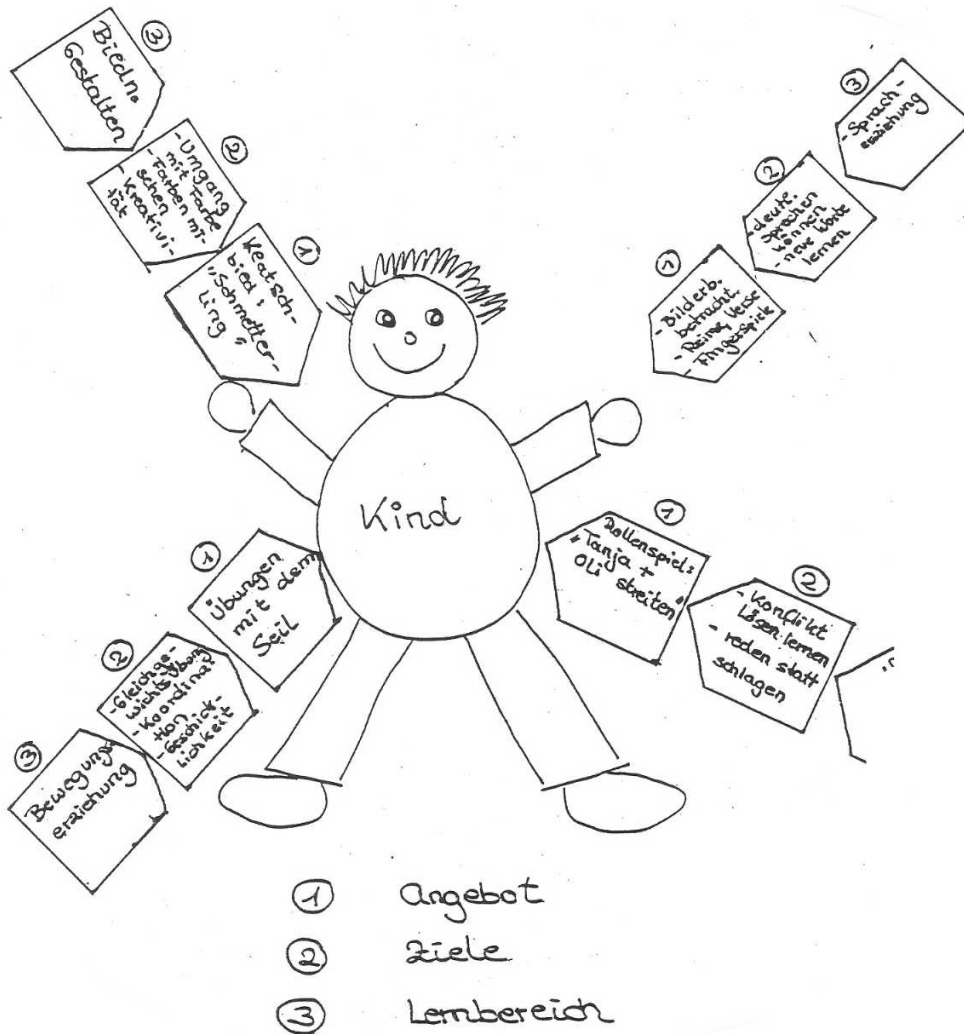 ③
Bildn.
Gestalten
②
- Umgang
mit Farbe
- Farben mi-
schen
- Kreativi-
tät
①
Klatsch-
bild:
"Schmetter-
ling"
③
- Sprach-
erziehung
②
- deutl.
sprechen
können
- neue Worte
lernen
①
- Bilderb.
betracht.
- Reime, Verse
- Fingerspiele
Kind
①
Übungen
mit dem
Seil
②
- Gleichge-
wichtsübung
- Koordina-
tion
- Geschick-
lichkeit
③
Bewegungs-
erziehung
①
Rollenspiel:
"Tanja +
Oli streiten"
②
- Konflikt
lösen lernen
- reden statt
schlagen
① Angebot
② Ziele
③ Lernbereich